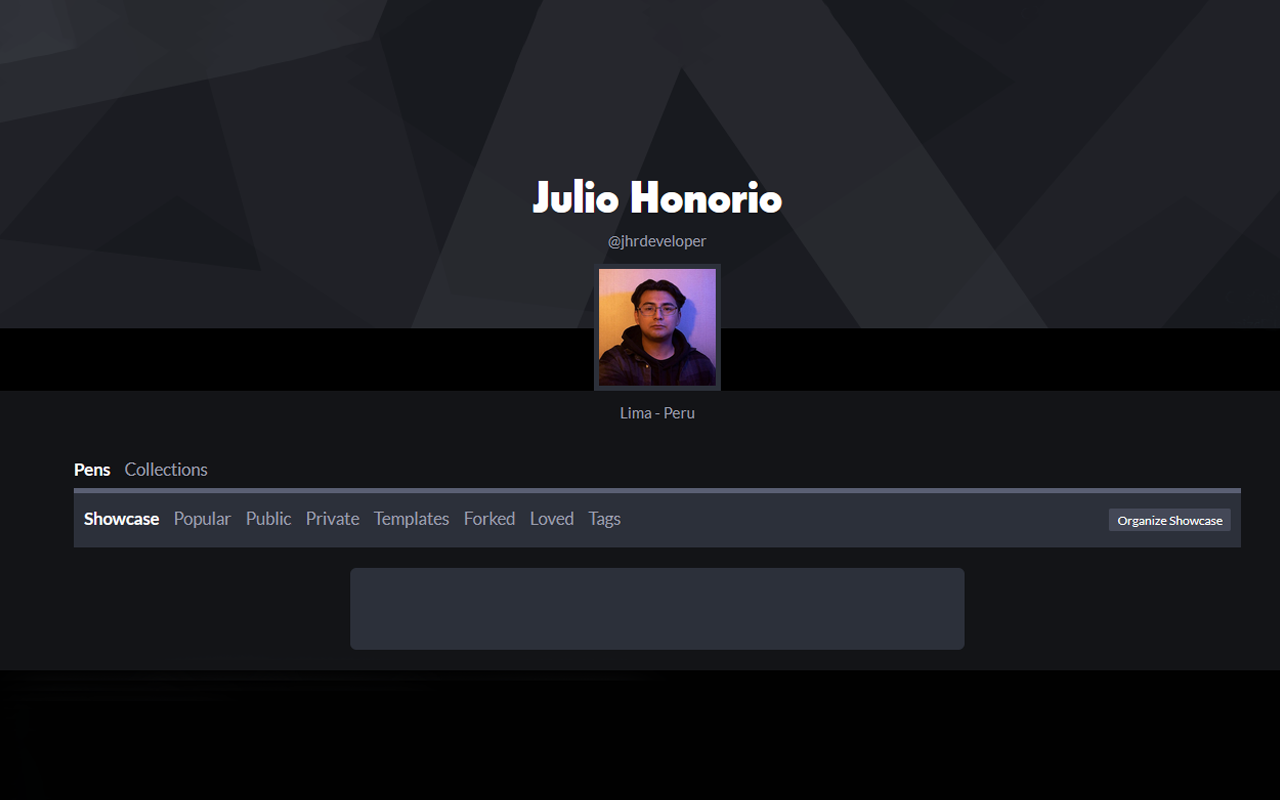 Julio Honorio
@jhrdeveloper
Lima - Peru
Pens Collections
Showcase Popular Public Private Templates Forked Loved Tags Organize Showcase